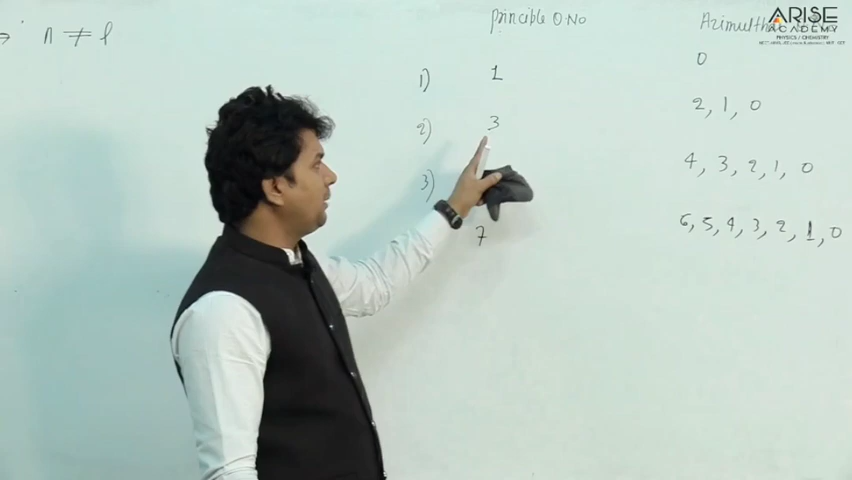 principle Q.No
ARISE
ACADEMY
PHYSICS / CHEMISTRY
n ≠ l
1) 1 0
2) 3 2, 1, 0
3) 4, 3, 2, 1, 0
7 6, 5, 4, 3, 2, 1, 0